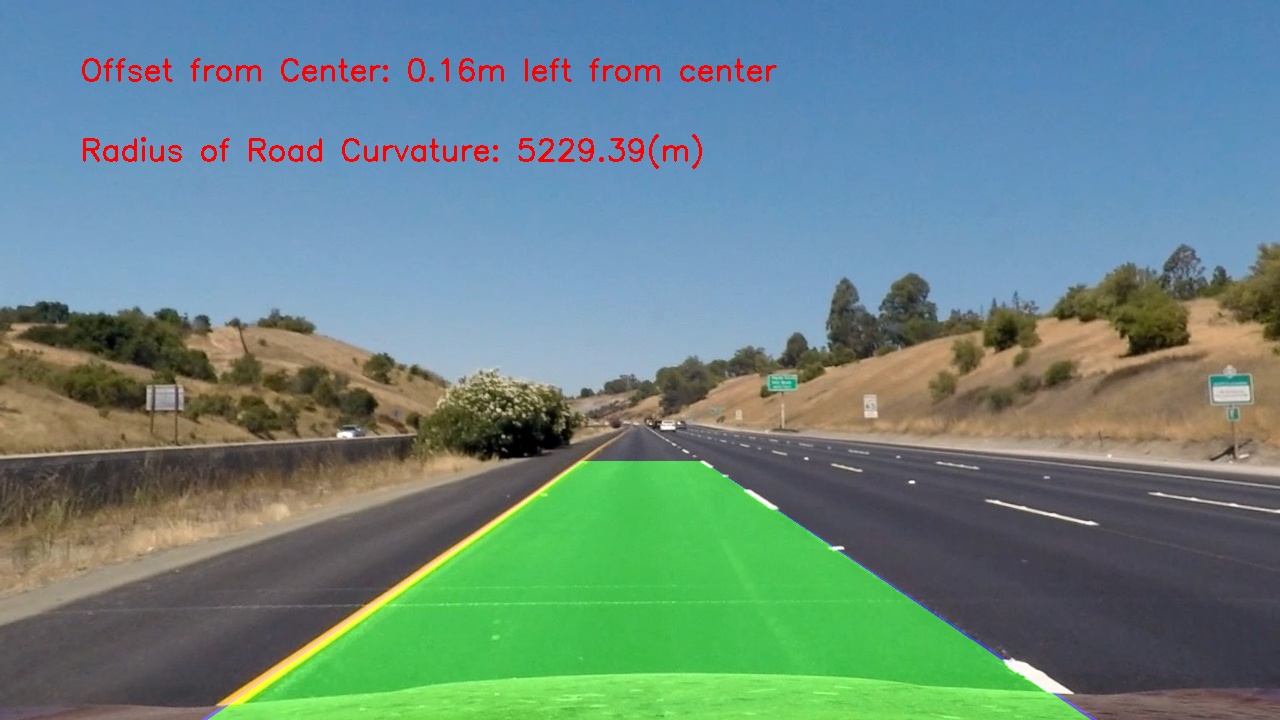 Offset from Center: 0.16m left from center
Radius of Road Curvature: 5229.39(m)